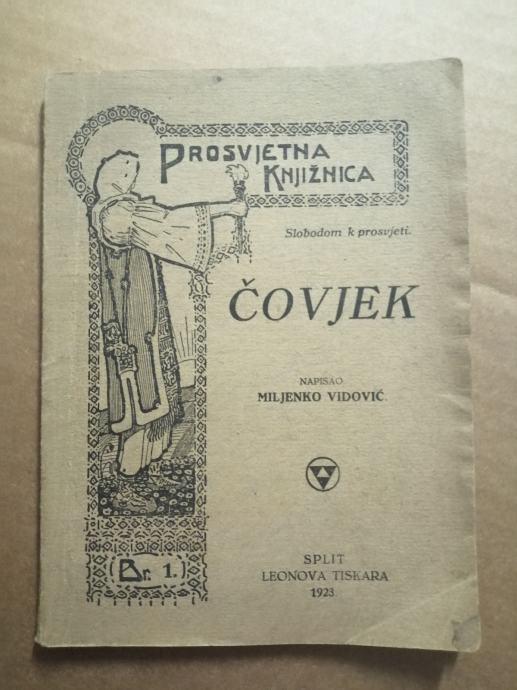 PROSVJETNA
KNJIŽNICA
Slobodom k prosvjeti.
ČOVJEK
NAPISAO
MILJENKO VIDOVIĆ.
SPLIT
LEONOVA TISKARA
1923.
(Br. 1.)